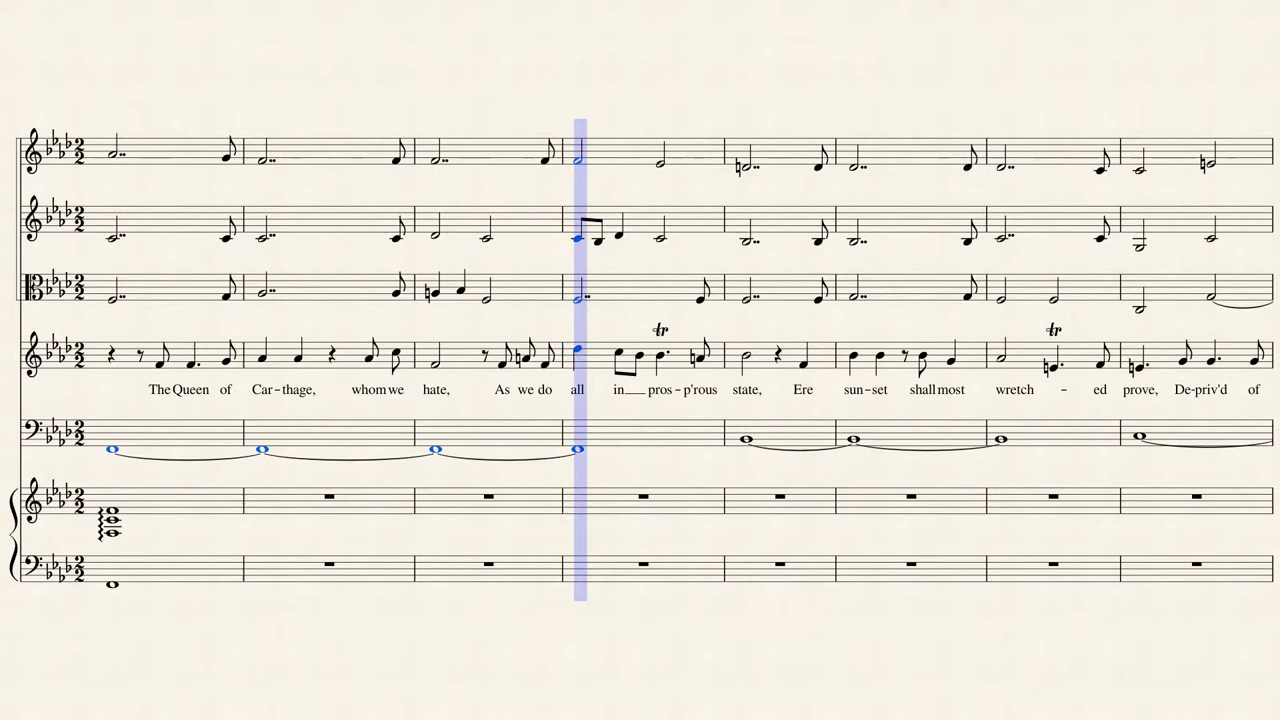 The Queen of Car-thage, whom we hate, As we do all in pros-p'rous state, Ere sun-set shall most wretch-ed prove, De-priv'd of